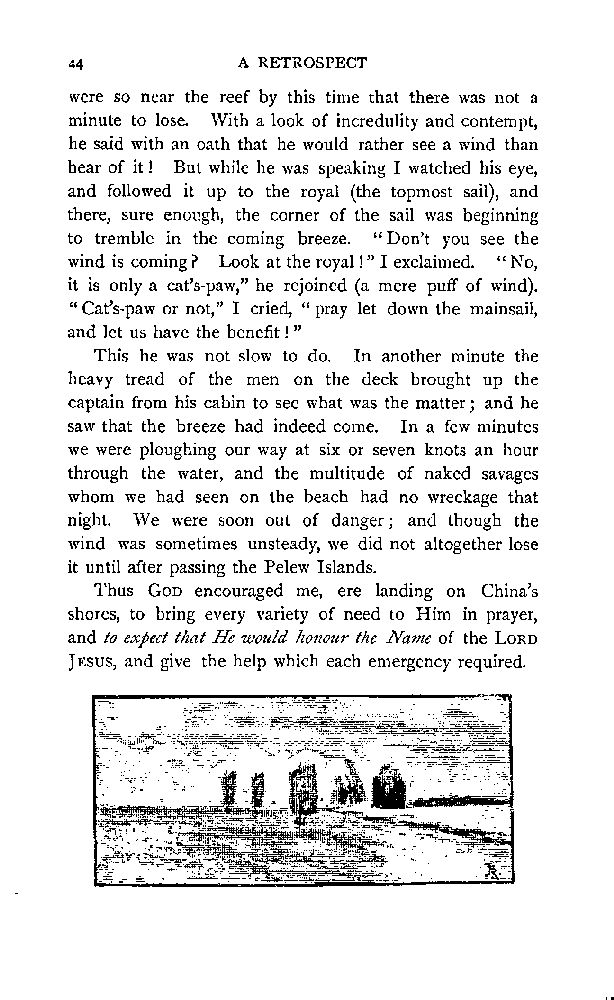 44 A RETROSPECT
were so near the reef by this time that there was not a
minute to lose. With a look of incredulity and contempt,
he said with an oath that he would rather see a wind than
hear of it! But while he was speaking I watched his eye,
and followed it up to the royal (the topmost sail), and
there, sure enough, the corner of the sail was beginning
to tremble in the coming breeze. “Don't you see the
wind is coming? Look at the royal!” I exclaimed. “No,
it is only a cat's-paw,” he rejoined (a mere puff of wind).
“Cat's-paw or not,” I cried, “pray let down the mainsail,
and let us have the benefit!”
This he was not slow to do. In another minute the
heavy tread of the men on the deck brought up the
captain from his cabin to see what was the matter; and he
saw that the breeze had indeed come. In a few minutes
we were ploughing our way at six or seven knots an hour
through the water, and the multitude of naked savages
whom we had seen on the beach had no wreckage that
night. We were soon out of danger; and though the
wind was sometimes unsteady, we did not altogether lose
it until after passing the Pelew Islands.
Thus GOD encouraged me, ere landing on China's
shores, to bring every variety of need to Him in prayer,
and to expect that He would honour the Name of the LORD
JESUS, and give the help which each emergency required.